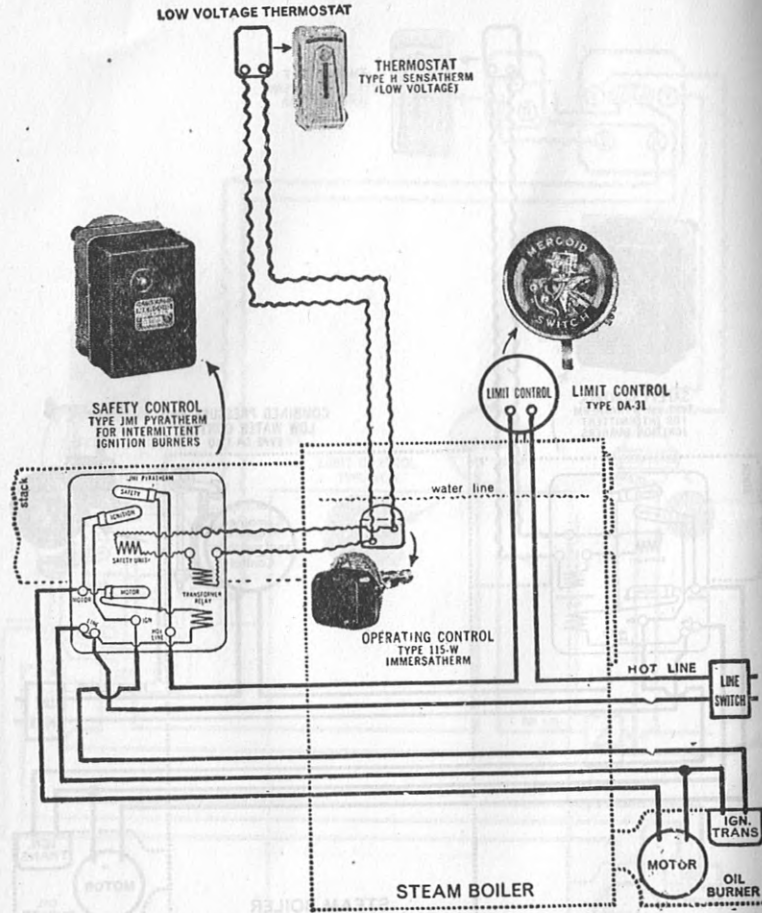 LOW VOLTAGE THERMOSTAT
THERMOSTAT
TYPE H SENSATHERM
(LOW VOLTAGE)
MERCOID
SWITCH
SAFETY CONTROL
TYPE JMI PYRATHERM
FOR INTERMITTENT
IGNITION BURNERS
LIMIT CONTROL
LIMIT CONTROL
TYPE DA-31
stack
JMI PYRATHERM
SAFETY
IGNITION
SAFETY UNIT
MOTOR
MOTOR
TRANSFORMER
RELAY
LINE
IGN
HOT
LINE
water line
OPERATING CONTROL
TYPE 115-W
IMMERSATHERM
HOT LINE
LINE
SWITCH
IGN.
TRANS
MOTOR
OIL
BURNER
STEAM BOILER